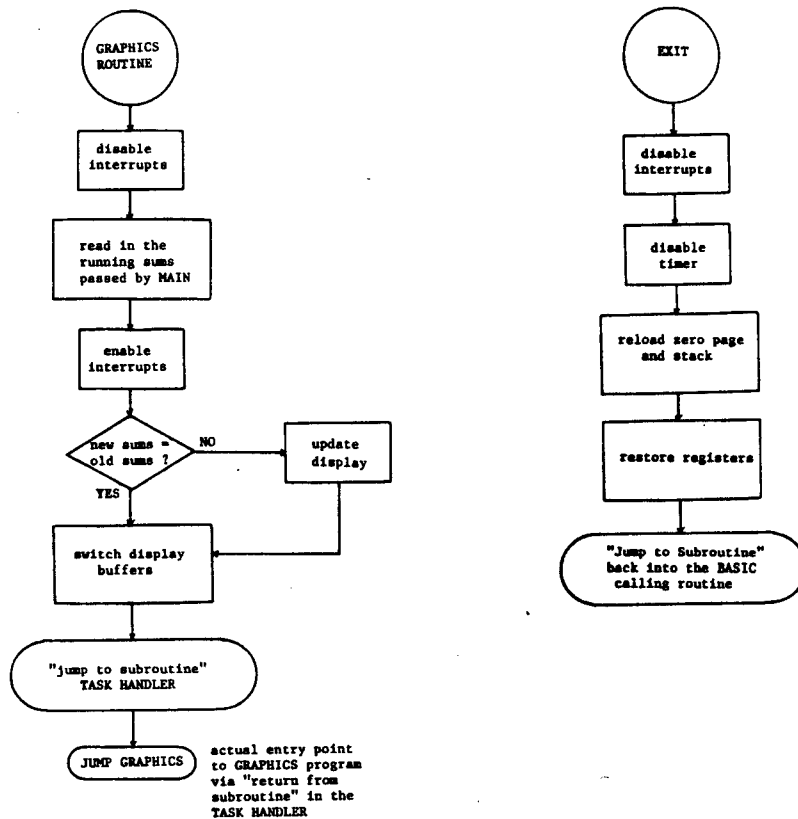 GRAPHICS
ROUTINE
disable
interrupts
read in the
running sums
passed by MAIN
enable
interrupts
new sums =
old sums ?
NO
YES
update
display
switch display
buffers
"jump to subroutine"
TASK HANDLER
JUMP GRAPHICS
actual entry point
to GRAPHICS program
via "return from
subroutine" in the
TASK HANDLER
EXIT
disable
interrupts
disable
timer
reload zero page
and stack
restore registers
"Jump to Subroutine"
back into the BASIC
calling routine